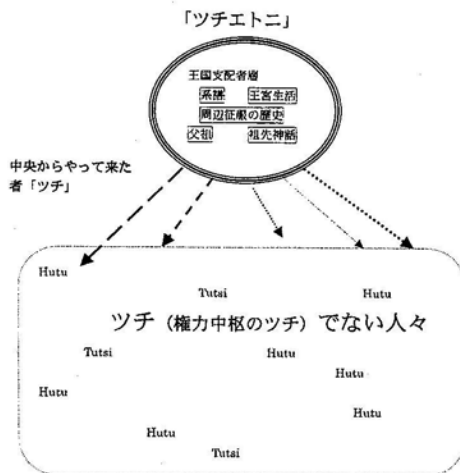 「ツチエトニ」
王国支配者層
系譜 王宮生活
周辺征服の歴史
父祖 祖先神話
中央からやって来た
者「ツチ」
Hutu
Tutsi Hutu
ツチ（権力中枢のツチ）でない人々
Tutsi Hutu
Hutu
Hutu
Hutu
Hutu
Tutsi